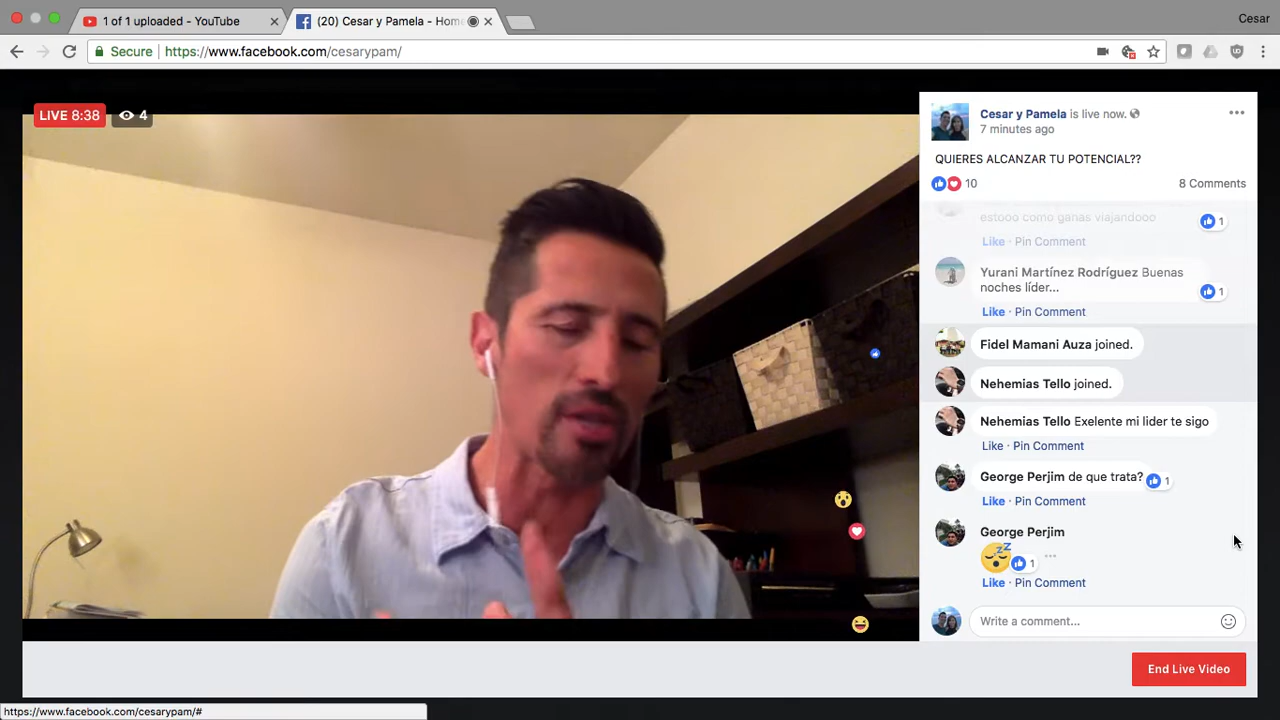 1 of 1 uploaded - YouTube
(20) Cesar y Pamela - Hom
Cesar
Secure
https://www.facebook.com/cesarypam/
LIVE 8:38
4
Cesar y Pamela is live now.
7 minutes ago
QUIERES ALCANZAR TU POTENCIAL??
10
8 Comments
estooo como ganas viajandooo
1
Like · Pin Comment
Yurani Martínez Rodríguez Buenas
noches líder...
1
Like · Pin Comment
Fidel Mamani Auza joined.
Nehemias Tello joined.
Nehemias Tello Exelente mi lider te sigo
Like · Pin Comment
George Perjim de que trata?
1
Like · Pin Comment
George Perjim
1
Like · Pin Comment
Write a comment...
End Live Video
https://www.facebook.com/cesarypam/#